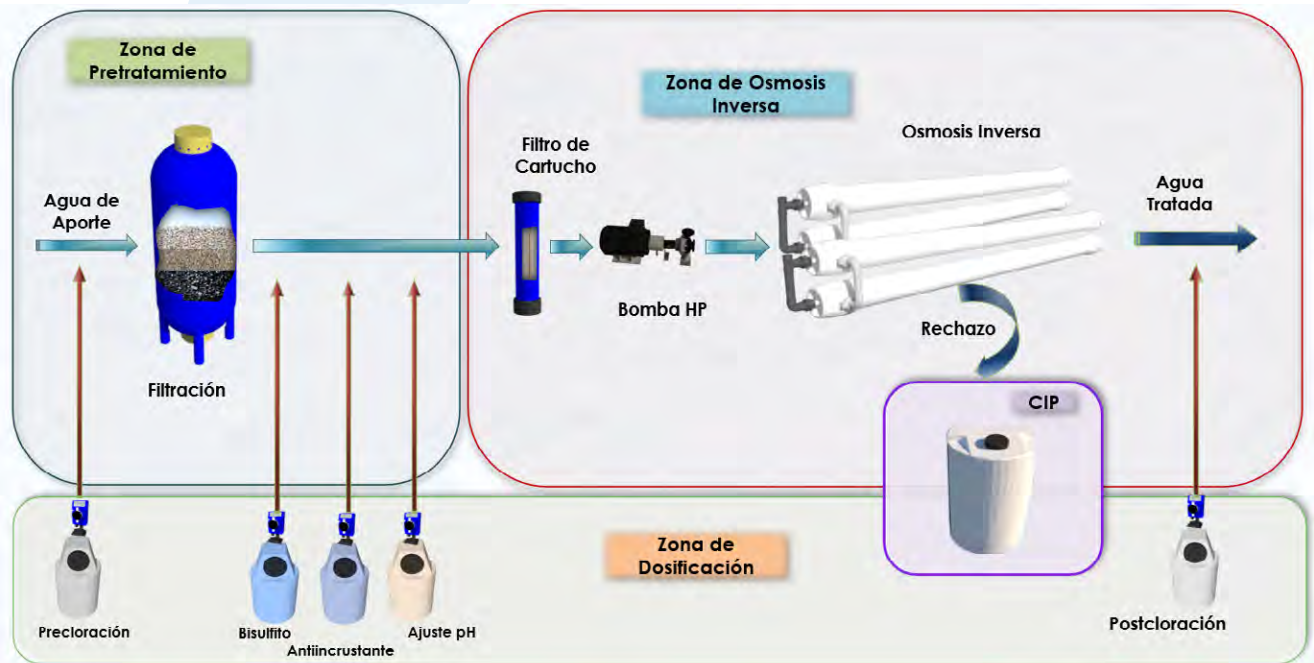 Zona de
Pretratamiento
Agua de
Aporte
Filtración
Zona de Osmosis
Inversa
Filtro de
Cartucho
Bomba HP
Osmosis Inversa
Agua
Tratada
Rechazo
CIP
Zona de
Dosificación
Precloración
Bisulfito
Antiincrustante
Ajuste pH
Postcloración